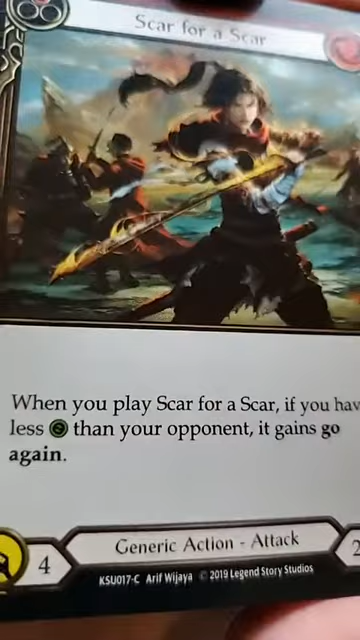 Scar for a Scar
When you play Scar for a Scar, if you hav
less than your opponent, it gains go
again.
4
Generic Action - Attack
2
KSU017-C Arif Wijaya © 2019 Legend Story Studios